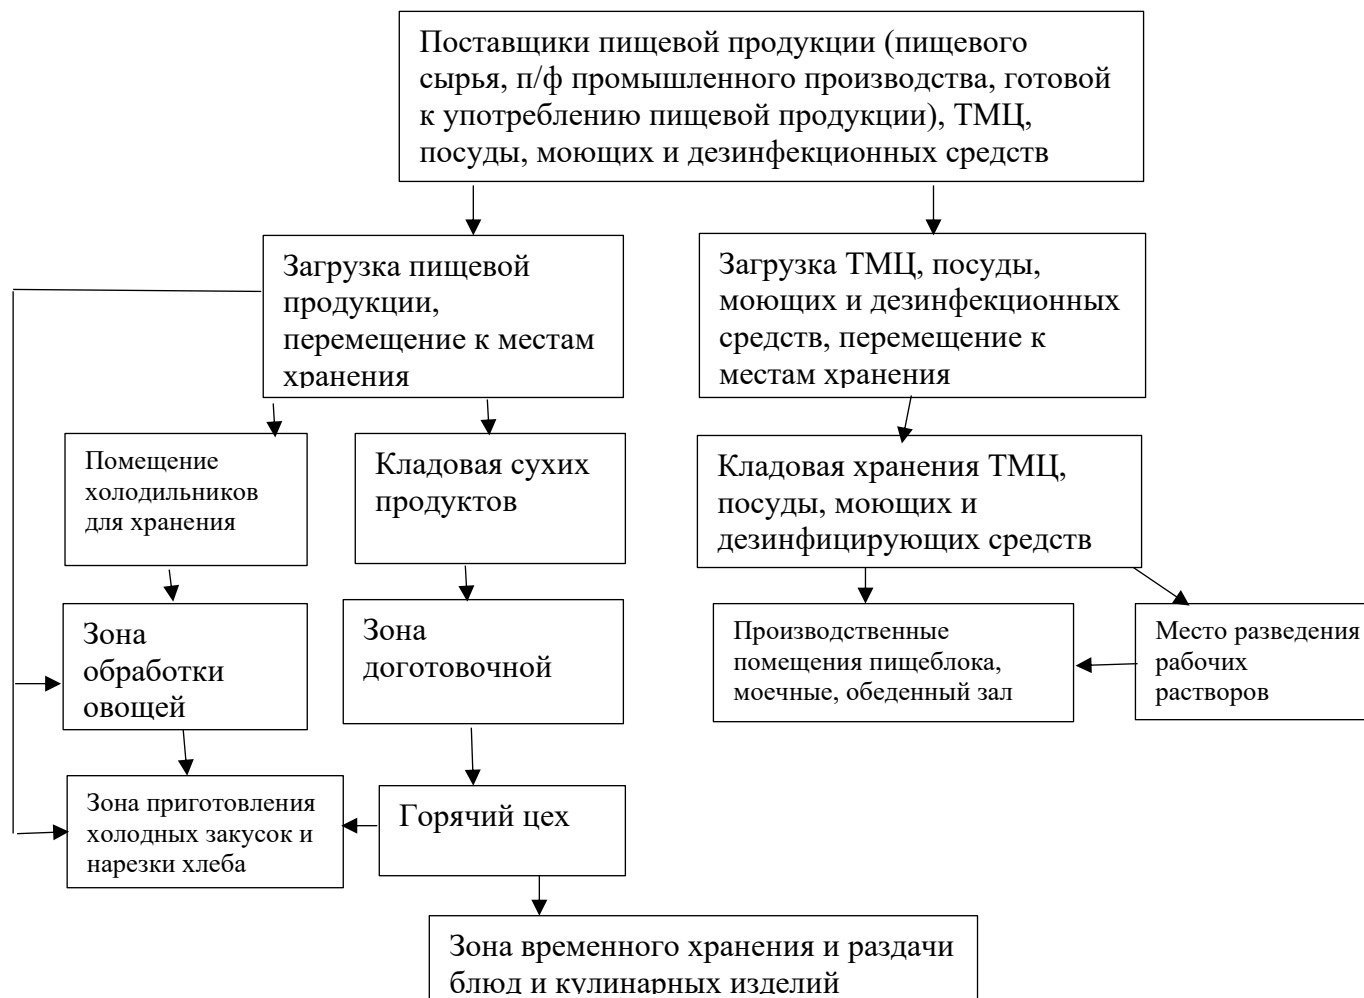 Поставщики пищевой продукции (пищевого
сырья, п/ф промышленного производства, готовой
к употреблению пищевой продукции), ТМЦ,
посуды, моющих и дезинфекционных средств
Загрузка пищевой
продукции,
перемещение к местам
хранения
Загрузка ТМЦ, посуды,
моющих и дезинфекционных
средств, перемещение к
местам хранения
Помещение
холодильников
для хранения
Кладовая сухих
продуктов
Кладовая хранения ТМЦ,
посуды, моющих и
дезинфицирующих средств
Зона
обработки
овощей
Зона
доготовочной
Производственные
помещения пищеблока,
моечные, обеденный зал
Место разведения
рабочих
растворов
Зона приготовления
холодных закусок и
нарезки хлеба
Горячий цех
Зона временного хранения и раздачи
блюд и кулинарных изделий